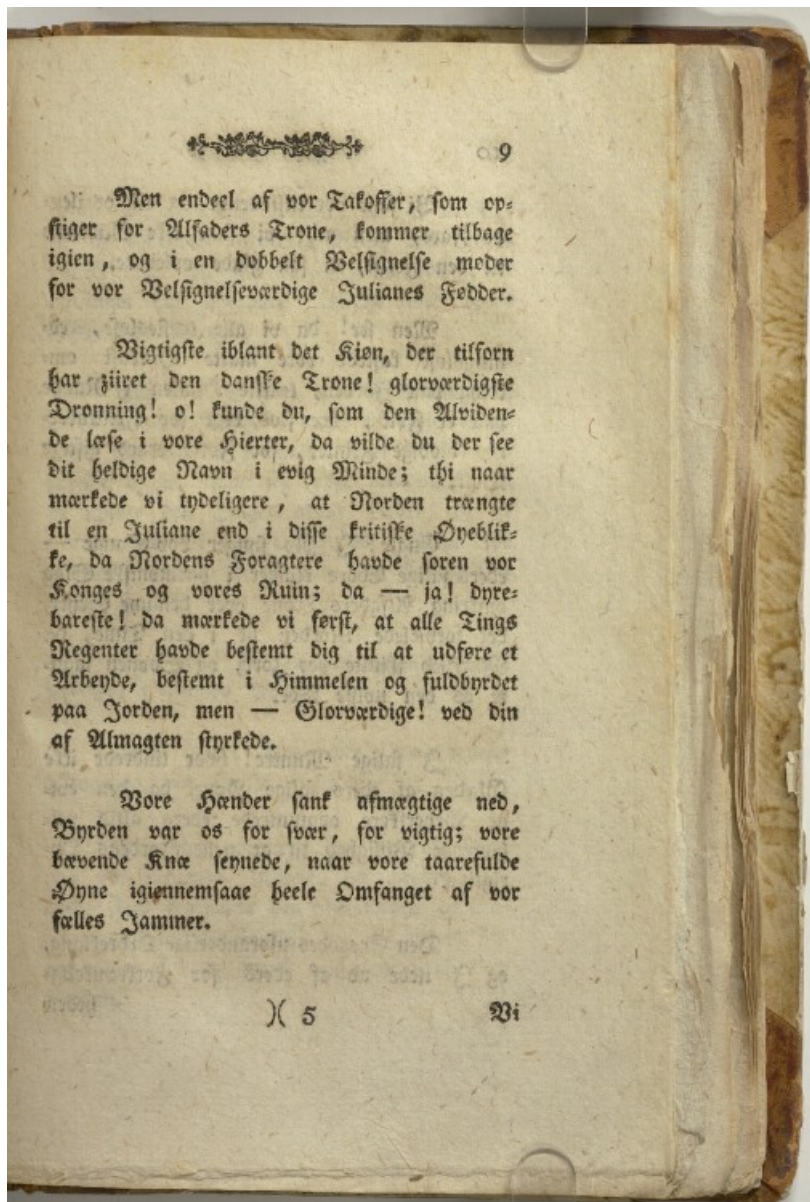 9
Men endeel af vor Takoffer, som op-
stiger for Alfaders Trone, kommer tilbage
igien, og i en dobbelt Velsignelse møder
for vor Velsignelseværdige Julianes Fødder.
Vigtigste iblant det Kiøn, der tilforn
har ziiret den danske Trone! glorværdigste
Dronning! o! kunde du, som den Alviden-
de læse i vore Hierter, da vilde du der see
dit heldige Navn i evig Minde; thi naar
mærkede vi tydeligere, at Norden trængte
til en Juliane end i disse kritiske Øyeblik-
ke, da Nordens Foragtere havde soren vor
Konges og vores Ruin; da — ja! dyre-
bareste! da mærkede vi først, at alle Tings
Regenter havde bestemt dig til at udføre et
Arbeyde, bestemt i Himmelen og fuldbyrdet
paa Jorden, men — Glorværdige! ved din
af Almagten styrkede.
Vore Hænder sank afmægtige ned,
Byrden var os for svær, for vigtig; vore
bævende Knæ seynede, naar vore taarefulde
Øyne igiennemsaae heele Omfanget af vor
fælles Jammer.
)( 5 Vi